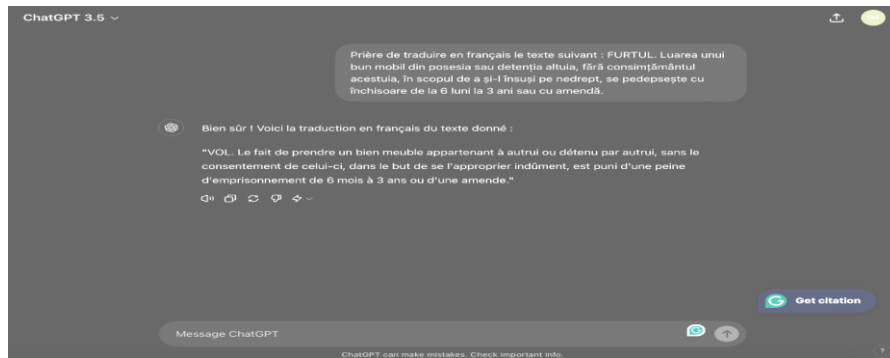 ChatGPT 3.5
Prière de traduire en français le texte suivant : FURTUL. Luarea unui
bun mobil din posesia sau detenția altuia, fără consimțământul
acestuia, în scopul de a și-l însuși pe nedrept, se pedepsește cu
închisoare de la 6 luni la 3 ani sau cu amendă.
Bien sûr ! Voici la traduction en français du texte donné :
"VOL. Le fait de prendre un bien meuble appartenant à autrui ou détenu par autrui, sans le
consentement de celui-ci, dans le but de se l'approprier indûment, est puni d'une peine
d'emprisonnement de 6 mois à 3 ans ou d'une amende."
Get citation
Message ChatGPT
ChatGPT can make mistakes. Check important info.
?